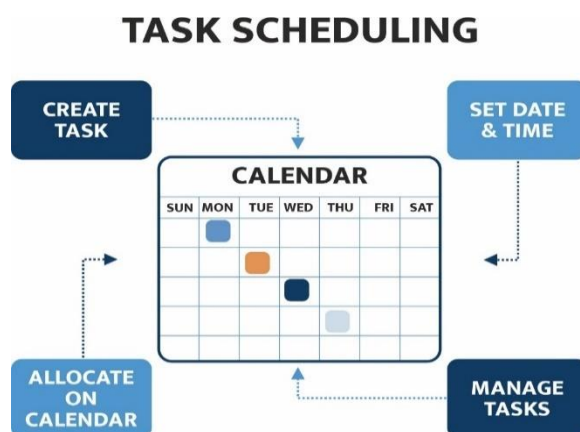 TASK SCHEDULING
CREATE
TASK
SET DATE
& TIME
CALENDAR
SUN MON TUE WED THU FRI SAT
ALLOCATE
ON
CALENDAR
MANAGE
TASKS